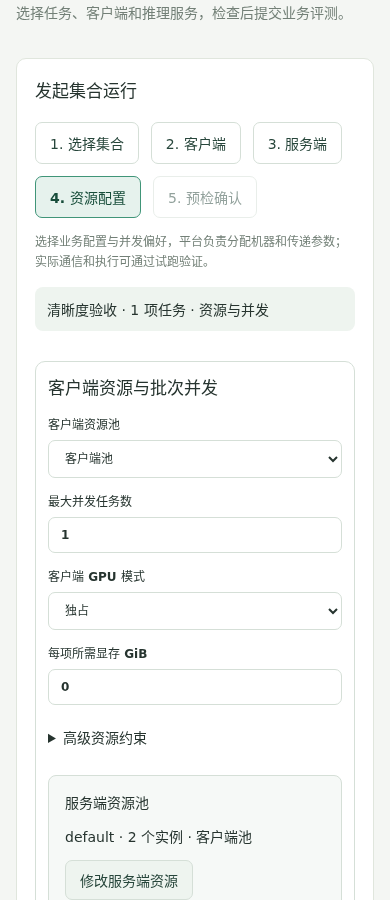 选择任务、客户端和推理服务，检查后提交业务评测。
发起集合运行
1. 选择集合
2. 客户端
3. 服务端
4. 资源配置
5. 预检确认
选择业务配置与并发偏好，平台负责分配机器和传递参数；
实际通信和执行可通过试跑验证。
清晰度验收 · 1 项任务 · 资源与并发
客户端资源与批次并发
客户端资源池
客户端池
最大并发任务数
1
客户端 GPU 模式
独占
每项所需显存 GiB
0
高级资源约束
服务端资源池
default · 2 个实例 · 客户端池
修改服务端资源